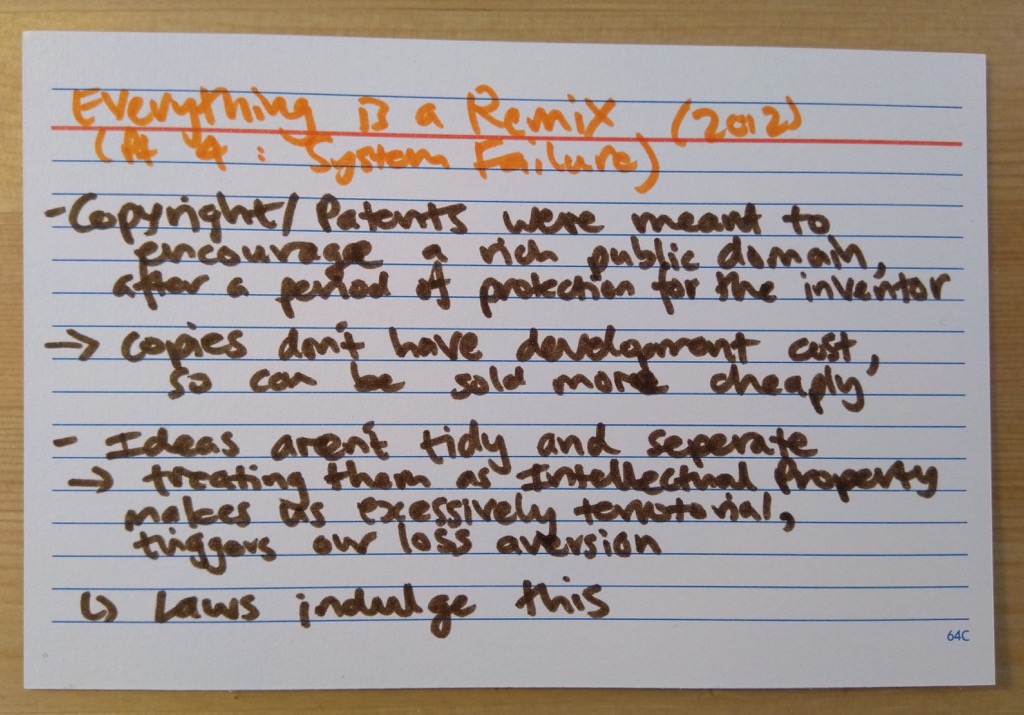 Everything is a Remix (2012)
(Pt 4: System Failure)
- Copyright/Patents were meant to
encourage a rich public domain,
after a period of protection for the inventor
→ copies don't have development cost,
so can be sold more cheaply
- Ideas aren't tidy and seperate
→ treating them as Intellectual Property
makes us excessively terrestorial,
triggers our loss aversion
↳ Laws indulge this
64C